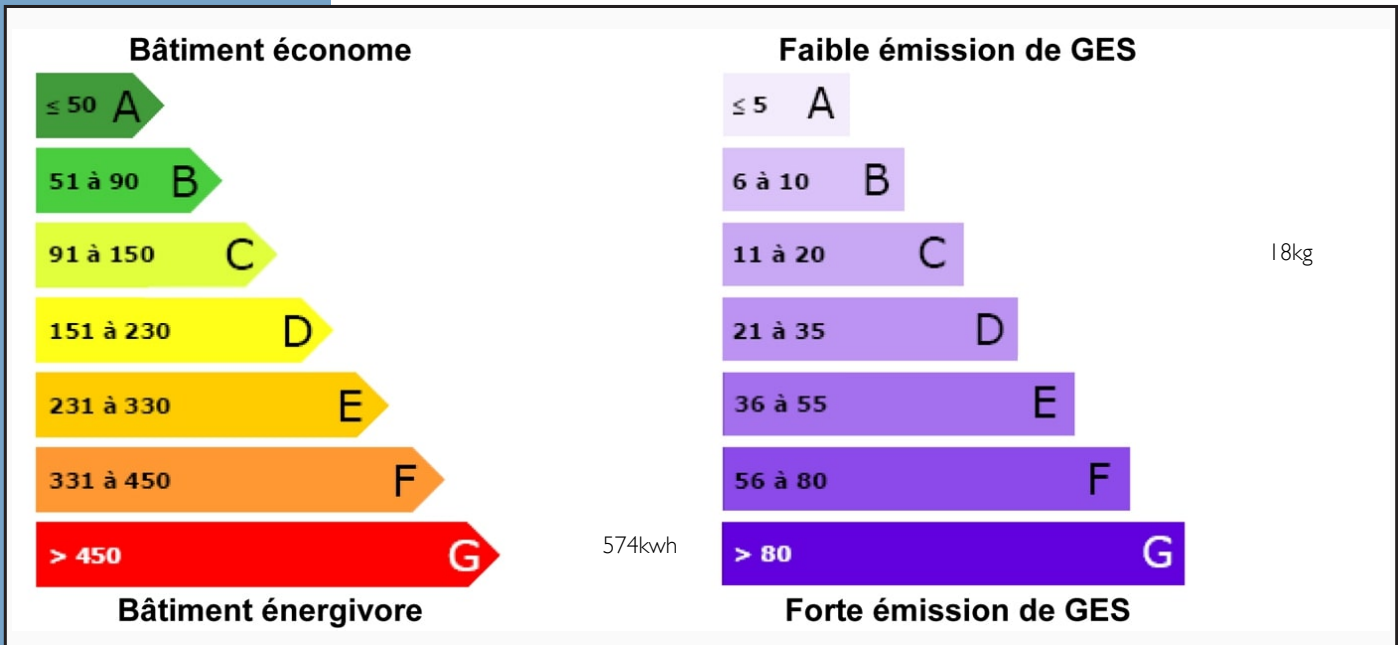 Bâtiment économe
≤ 50 A
51 à 90 B
91 à 150 C
151 à 230 D
231 à 330 E
331 à 450 F
> 450 G
574kwh
Bâtiment énergivore
Faible émission de GES
≤ 5 A
6 à 10 B
11 à 20 C
18kg
21 à 35 D
36 à 55 E
56 à 80 F
> 80 G
Forte émission de GES